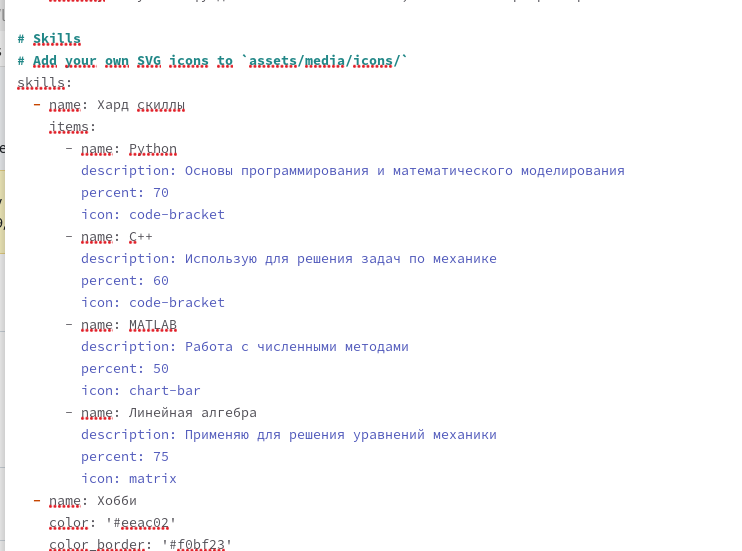 # Skills
# Add your own SVG icons to `assets/media/icons/`
skills:
  - name: Хард скиллы
    items:
      - name: Python
        description: Основы программирования и математического моделирования
        percent: 70
        icon: code-bracket
      - name: C++
        description: Использую для решения задач по механике
        percent: 60
        icon: code-bracket
      - name: MATLAB
        description: Работа с численными методами
        percent: 50
        icon: chart-bar
      - name: Линейная алгебра
        description: Применяю для решения уравнений механики
        percent: 75
        icon: matrix
  - name: Хобби
    color: '#eeac02'
    color_border: '#f0bf23'